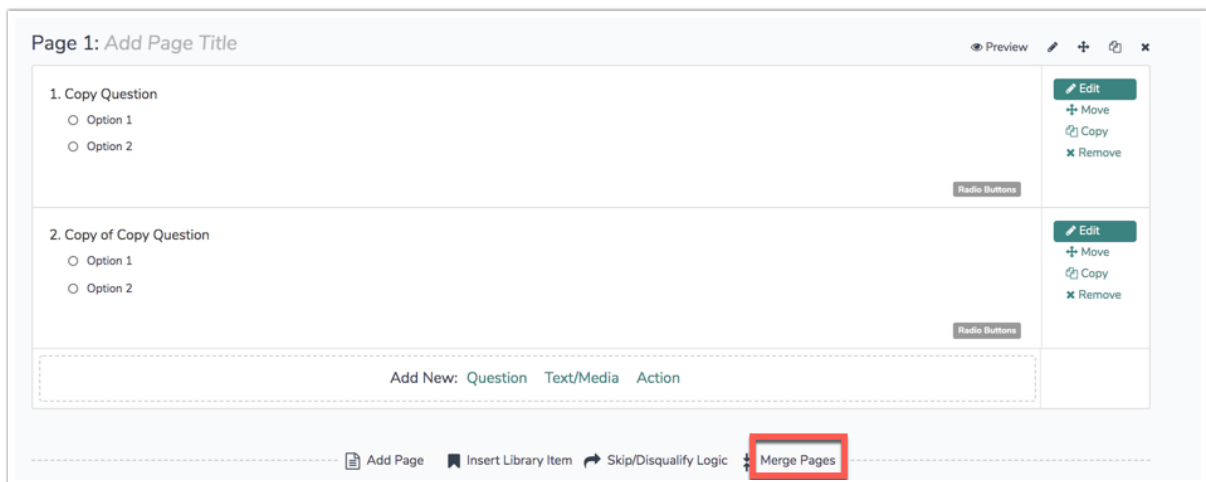 Page 1: Add Page Title
Preview
1. Copy Question
Option 1
Option 2
Radio Buttons
Edit
Move
Copy
Remove
2. Copy of Copy Question
Option 1
Option 2
Radio Buttons
Edit
Move
Copy
Remove
Add New: Question Text/Media Action
Add Page Insert Library Item Skip/Disqualify Logic Merge Pages